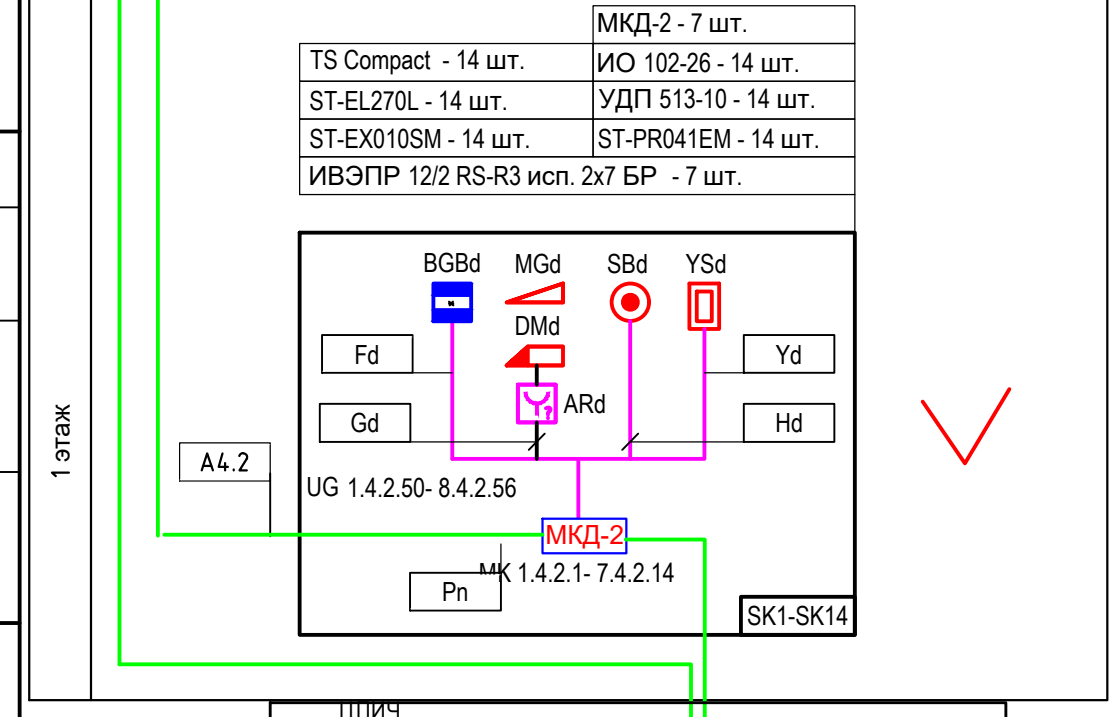 МКД-2 - 7 шт.
TS Compact - 14 шт. ИО 102-26 - 14 шт.
ST-EL270L - 14 шт. УДП 513-10 - 14 шт.
ST-EX010SM - 14 шт. ST-PR041EM - 14 шт.
ИВЭПР 12/2 RS-R3 исп. 2х7 БР - 7 шт.
BGBd MGd SBd YSd
DMd
Fd Yd
ARd
Gd Hd
1 этаж
A4.2
UG 1.4.2.50- 8.4.2.56
МКД-2
МК 1.4.2.1- 7.4.2.14
Pn
SK1-SK14